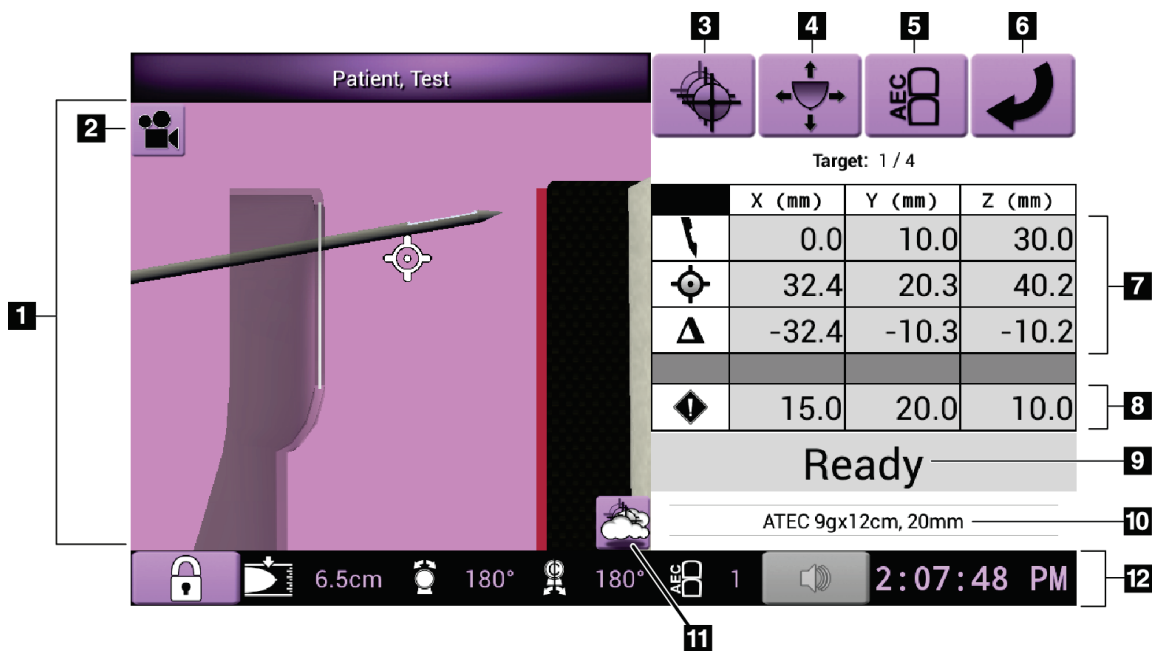 3 4 5 6
Patient, Test
AEC
1
2
Target: 1 / 4
X (mm) Y (mm) Z (mm)
0.0 10.0 30.0
32.4 20.3 40.2
Δ -32.4 -10.3 -10.2
7
15.0 20.0 10.0
8
Ready
9
ATEC 9gx12cm, 20mm
10
6.5cm 180° 180° AEC 1 2:07:48 PM
12
11